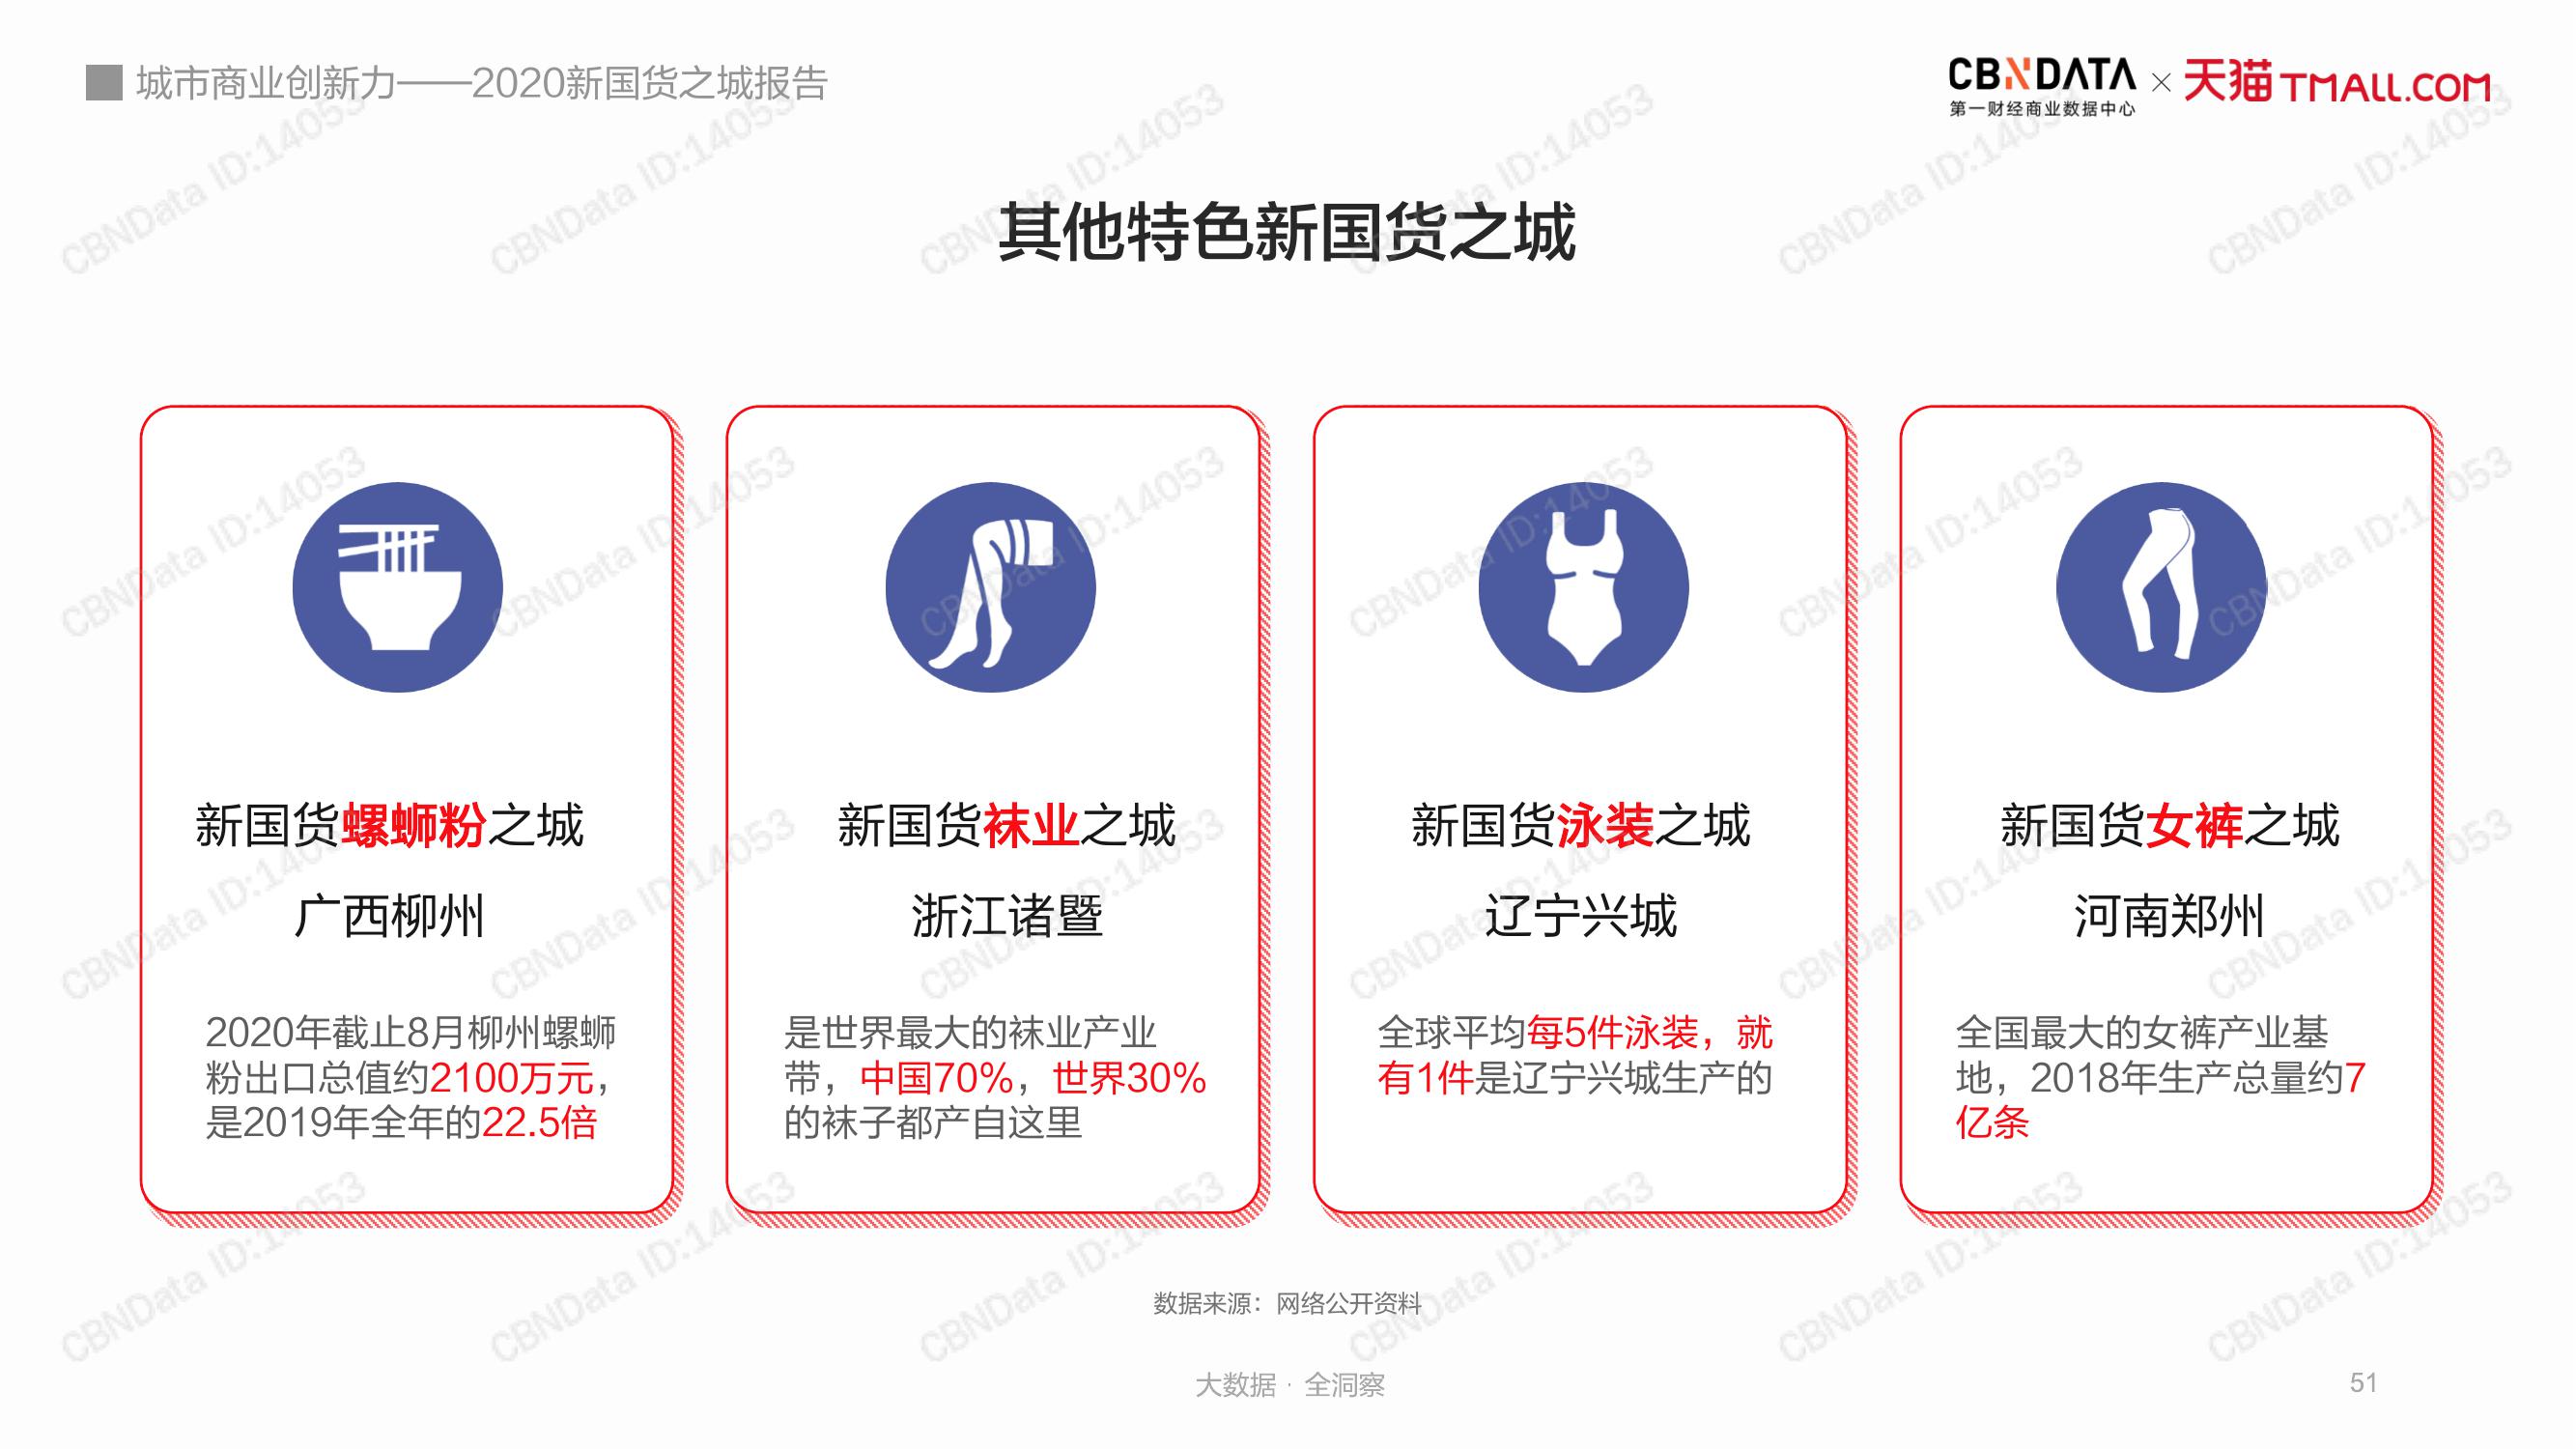 城市商业创新力——2020新国货之城报告
CBNDATA
第一财经商业数据中心
×
天猫 TMALL.COM
其他特色新国货之城
新国货螺蛳粉之城
广西柳州
2020年截止8月柳州螺蛳
粉出口总值约2100万元，
是2019年全年的22.5倍
新国货袜业之城
浙江诸暨
是世界最大的袜业产业
带，中国70%，世界30%
的袜子都产自这里
新国货泳装之城
辽宁兴城
全球平均每5件泳装，就
有1件是辽宁兴城生产的
新国货女裤之城
河南郑州
全国最大的女裤产业基
地，2018年生产总量约7
亿条
数据来源：网络公开资料
大数据 · 全洞察
51
CBNData ID:14053